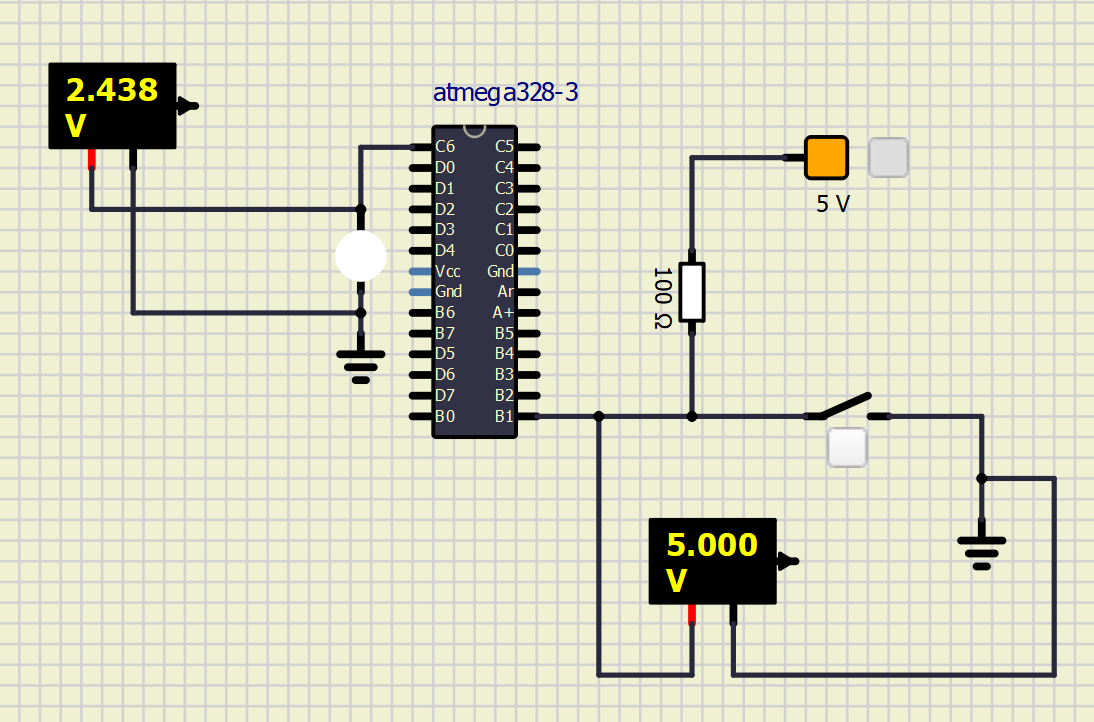 2.438
V
atmega328-3
C6 C5
D0 C4
D1 C3
D2 C2
D3 C1
D4 C0
Vcc Gnd
Gnd Ar
B6 A+
B7 B5
D5 B4
D6 B3
D7 B2
B0 B1
5 V
100 Ω
5.000
V